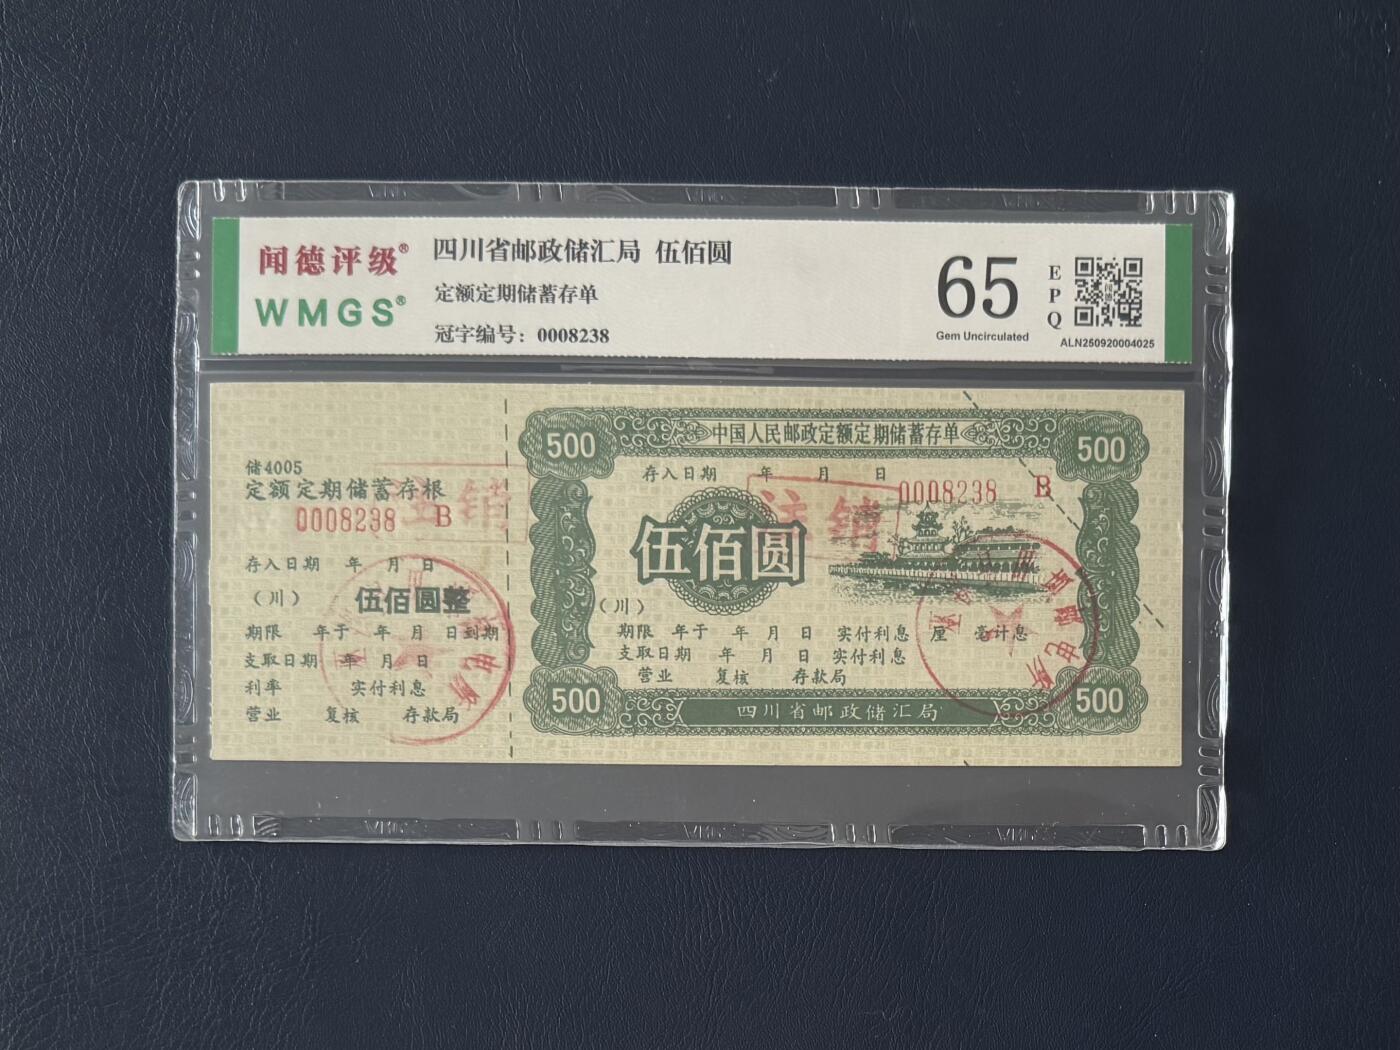 闻德评级®
WMGS®
四川省邮政储汇局 伍佰圆
定额定期储蓄存单
冠字编号：0008238
65
EPQ
Gem Uncirculated
ALN250920004025
储4005
定额定期储蓄存根
0008238 B
注销
存入日期 年 月 日
（川） 伍佰圆整
期限 年于 年 月 日到期
支取日期 年 月 日
利率 实付利息
营业 复核 存款局
500
中国人民邮政定额定期储蓄存单
500
存入日期 年 月 日
0008238 B
注销
伍佰圆
（川）
期限 年于 年 月 日 实付利息 厘 毫计息
支取日期 年 月 日 实付利息
营业 复核 存款局
500
四川省邮政储汇局
500